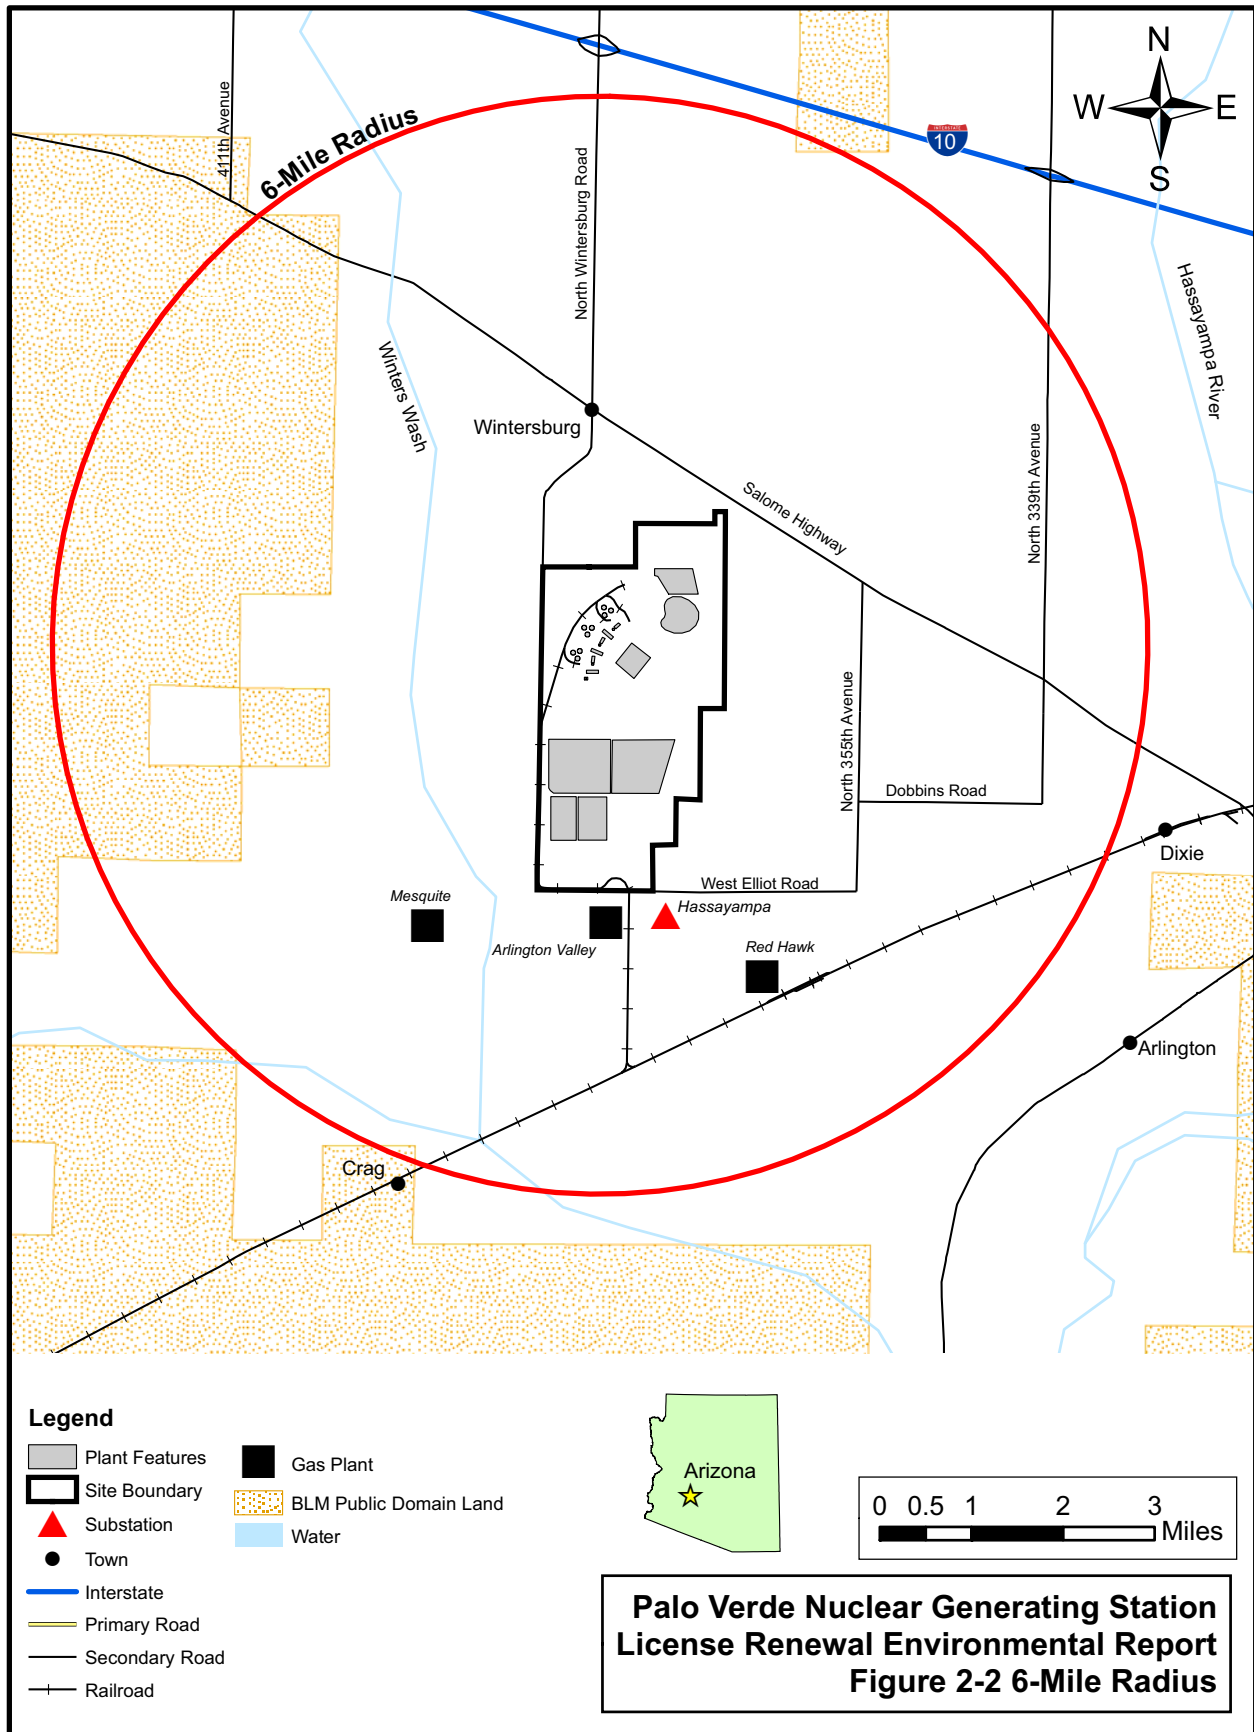 N
W
E
S
INTERSTATE
10
411th Avenue
6-Mile Radius
North Wintersburg Road
Hassayampa River
Winters Wash
Wintersburg
Salome Highway
North 339th Avenue
North 355th Avenue
Dobbins Road
Dixie
West Elliot Road
Mesquite
Hassayampa
Arlington Valley
Red Hawk
Arlington
Crag
Legend
Plant Features
Site Boundary
Substation
Town
Interstate
Primary Road
Secondary Road
Railroad
Gas Plant
BLM Public Domain Land
Water
Arizona
0 0.5 1 2 3
Miles
Palo Verde Nuclear Generating Station
License Renewal Environmental Report
Figure 2-2 6-Mile Radius